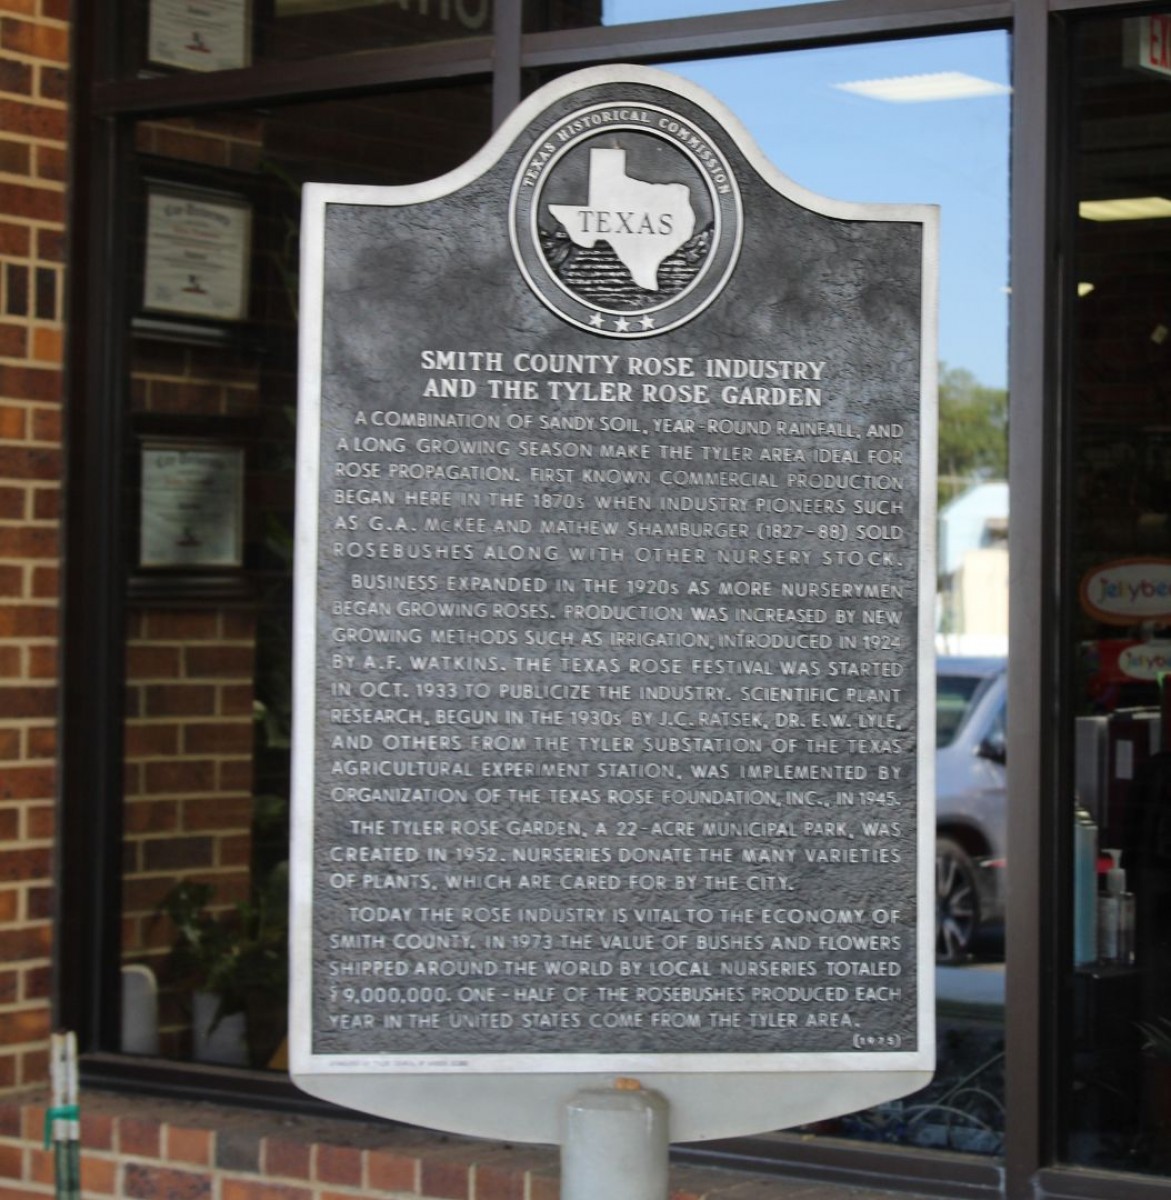 TEXAS HISTORICAL COMMISSION
TEXAS
SMITH COUNTY ROSE INDUSTRY
AND THE TYLER ROSE GARDEN
A COMBINATION OF SANDY SOIL, YEAR-ROUND RAINFALL, AND
A LONG GROWING SEASON MAKE THE TYLER AREA IDEAL FOR
ROSE PROPAGATION. FIRST KNOWN COMMERCIAL PRODUCTION
BEGAN HERE IN THE 1870s WHEN INDUSTRY PIONEERS SUCH
AS G.A. McKEE AND MATHEW SHAMBURGER (1827-88) SOLD
ROSEBUSHES ALONG WITH OTHER NURSERY STOCK.
BUSINESS EXPANDED IN THE 1920s AS MORE NURSERYMEN
BEGAN GROWING ROSES. PRODUCTION WAS INCREASED BY NEW
GROWING METHODS SUCH AS IRRIGATION, INTRODUCED IN 1924
BY A.F. WATKINS. THE TEXAS ROSE FESTIVAL WAS STARTED
IN OCT. 1933 TO PUBLICIZE THE INDUSTRY. SCIENTIFIC PLANT
RESEARCH, BEGUN IN THE 1930s BY J.C. RATSEK, DR. E.W. LYLE,
AND OTHERS FROM THE TYLER SUBSTATION OF THE TEXAS
AGRICULTURAL EXPERIMENT STATION, WAS IMPLEMENTED BY
ORGANIZATION OF THE TEXAS ROSE FOUNDATION, INC., IN 1945.
THE TYLER ROSE GARDEN, A 22-ACRE MUNICIPAL PARK, WAS
CREATED IN 1952. NURSERIES DONATE THE MANY VARIETIES
OF PLANTS, WHICH ARE CARED FOR BY THE CITY.
TODAY THE ROSE INDUSTRY IS VITAL TO THE ECONOMY OF
SMITH COUNTY. IN 1973 THE VALUE OF BUSHES AND FLOWERS
SHIPPED AROUND THE WORLD BY LOCAL NURSERIES TOTALED
$9,000,000. ONE-HALF OF THE ROSEBUSHES PRODUCED EACH
YEAR IN THE UNITED STATES COME FROM THE TYLER AREA.
(1975)